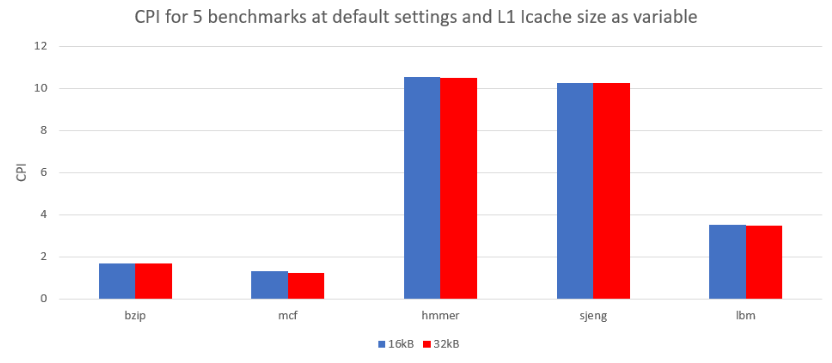 CPI for 5 benchmarks at default settings and L1 Icache size as variable
12
10
8
6
4
2
0
CPI
bzip mcf hmmer sjeng lbm
16kB 32kB